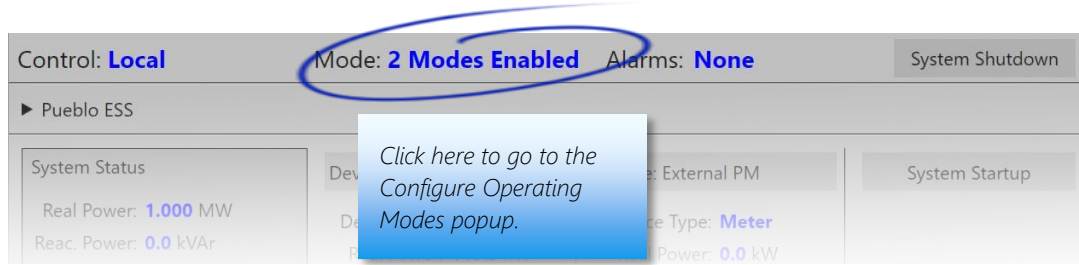 Control: Local Mode: 2 Modes Enabled Alarms: None System Shutdown
▶ Pueblo ESS
System Status
Real Power: 1.000 MW
Reac. Power: 0.0 kVAr
Click here to go to the
Configure Operating
Modes popup.
: External PM
Type: Meter
Power: 0.0 kW
System Startup